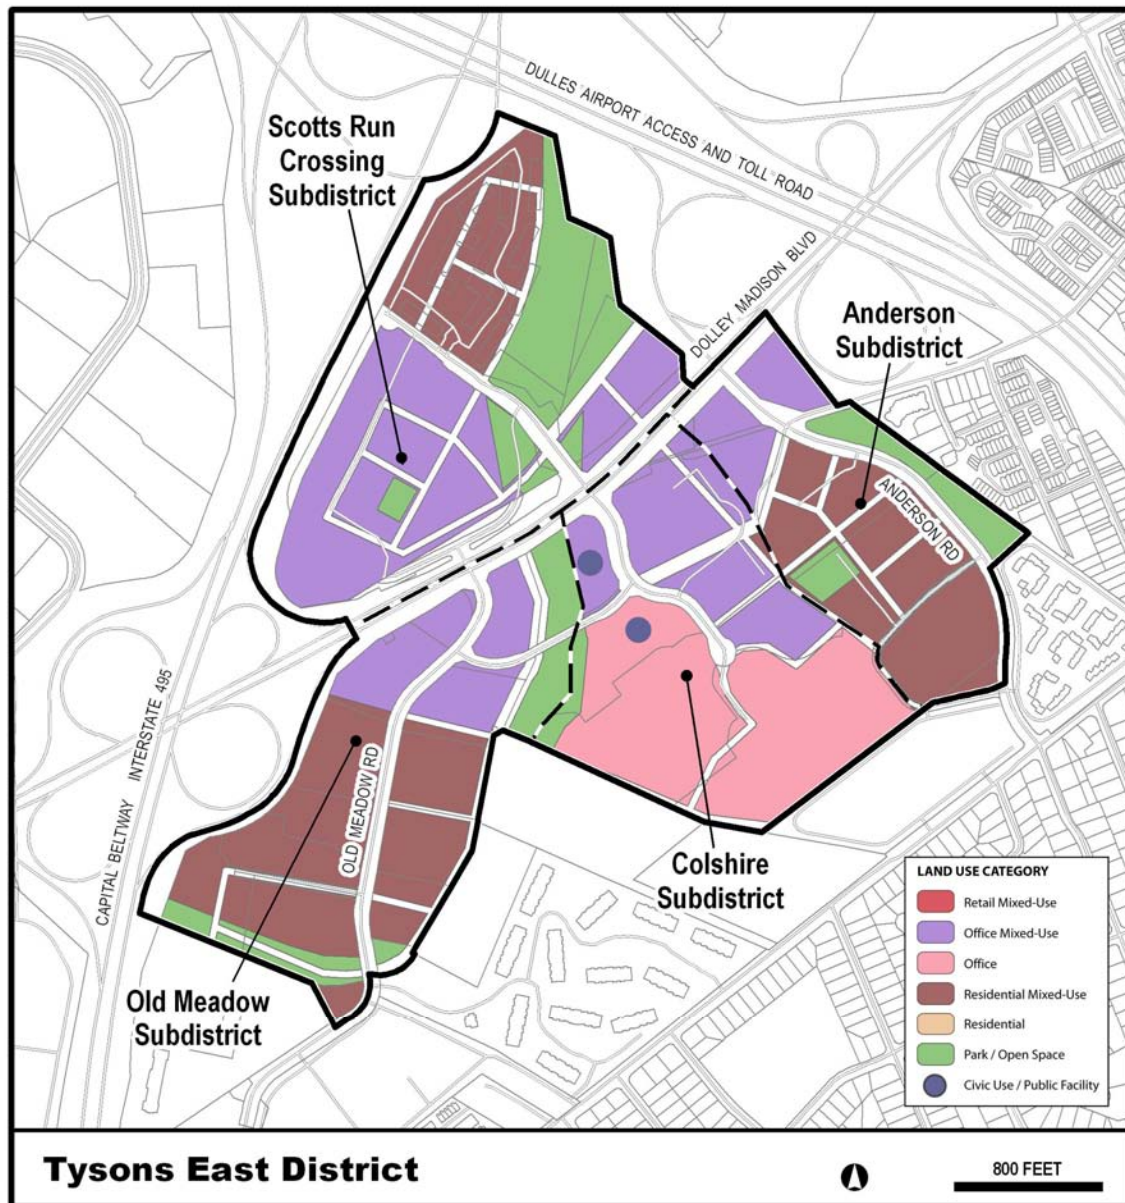 DULLES AIRPORT ACCESS AND TOLL ROAD
Scotts Run
Crossing
Subdistrict
DOLLEY MADISON BLVD
Anderson
Subdistrict
ANDERSON RD
CAPITAL BELTWAY INTERSTATE 495
OLD MEADOW RD
Colshire
Subdistrict
Old Meadow
Subdistrict
LAND USE CATEGORY
Retail Mixed-Use
Office Mixed-Use
Office
Residential Mixed-Use
Residential
Park / Open Space
Civic Use / Public Facility
Tysons East District
800 FEET